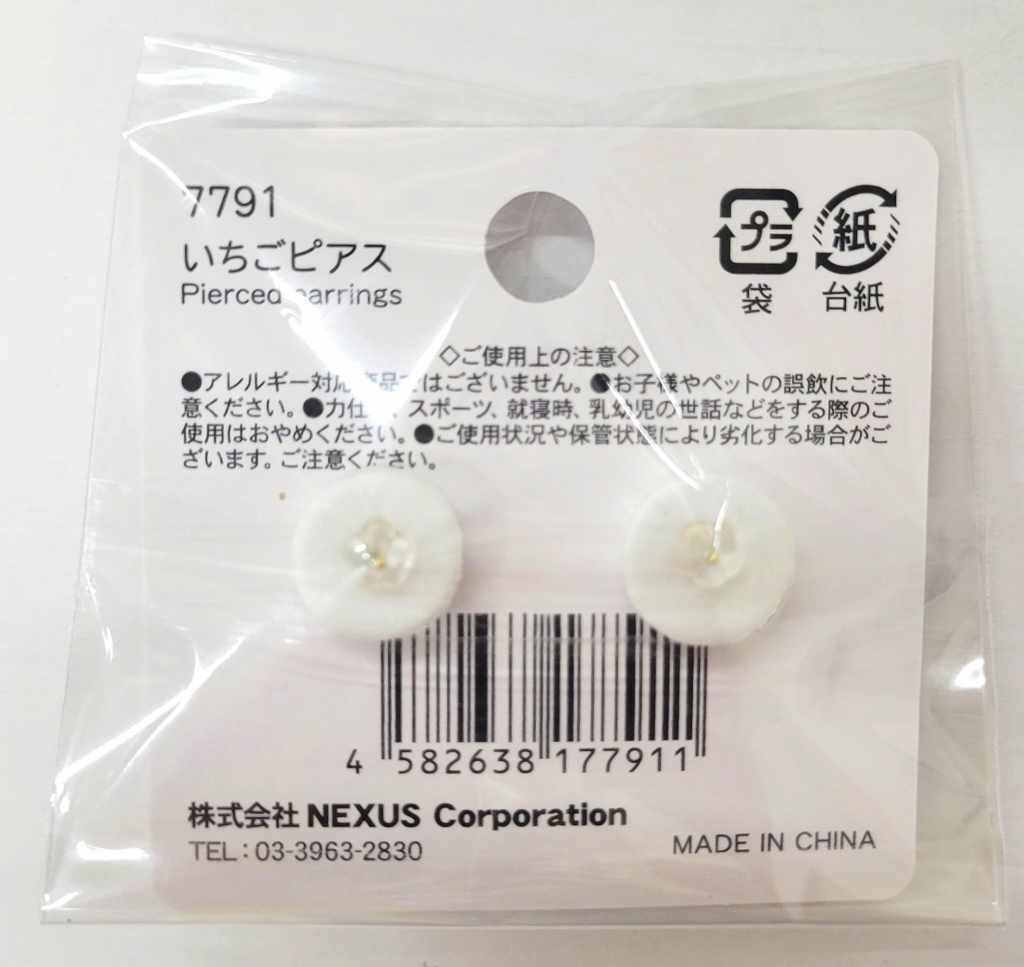 7791
いちごピアス
Pierced earrings
プラ
袋
紙
台紙
◇ご使用上の注意◇
●アレルギー対応商品ではございません。●お子様やペットの誤飲にご注
意ください。●力仕事、スポーツ、就寝時、乳幼児の世話などをする際のご
使用はおやめください。●ご使用状況や保管状態により劣化する場合がご
ざいます。ご注意ください。
4 582638 177911
株式会社 NEXUS Corporation
TEL:03-3963-2830
MADE IN CHINA